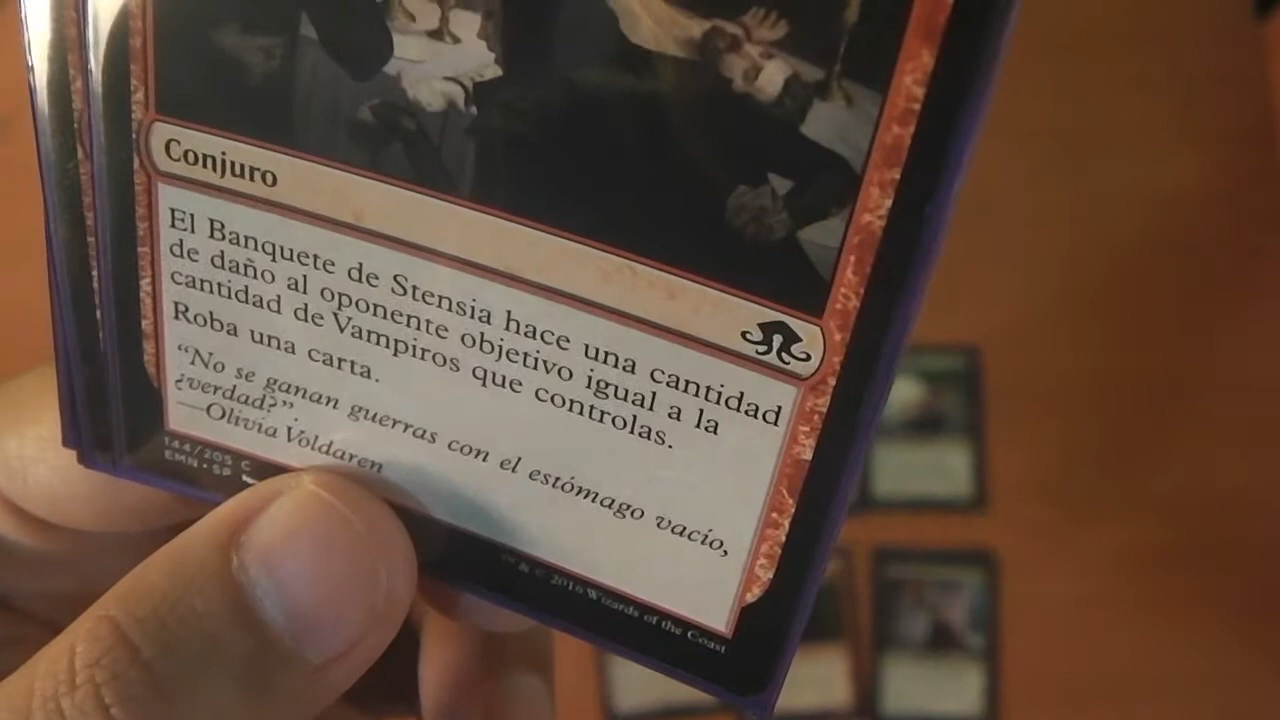 Conjuro
El Banquete de Stensia hace una cantidad
de daño al oponente objetivo igual a la
cantidad de Vampiros que controlas.
Roba una carta.
“No se ganan guerras con el estómago vacío,
¿verdad?”.
—Olivia Voldaren
144/205 C
EMN • SP
™ & © 2016 Wizards of the Coast